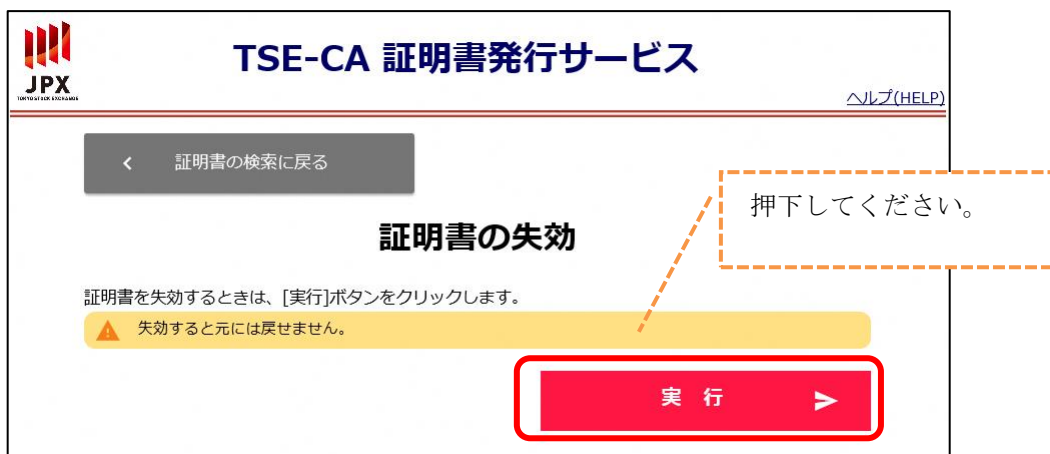 JPX
TOKYO STOCK EXCHANGE
TSE-CA 証明書発行サービス
ヘルプ(HELP)
証明書の検索に戻る
押下してください。
証明書の失効
証明書を失効するときは、[実行]ボタンをクリックします。
失効すると元には戻せません。
実 行